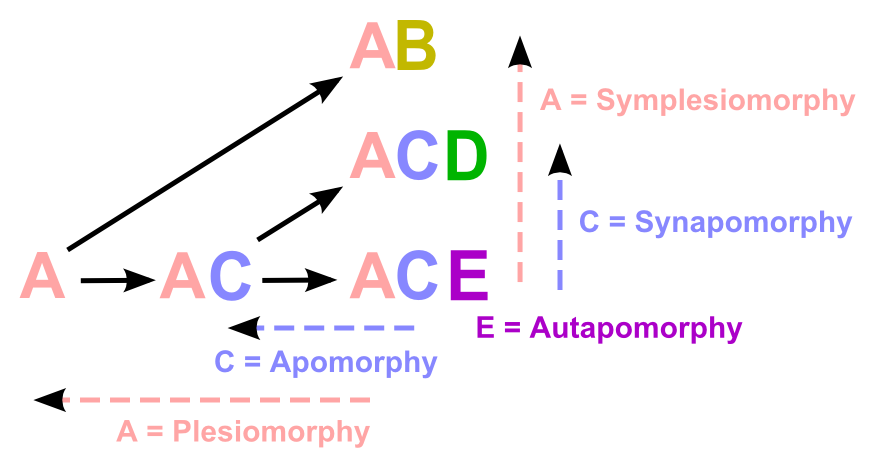 AB
A = Symplesiomorphy
ACD
C = Synapomorphy
A AC ACE
E = Autapomorphy
C = Apomorphy
A = Plesiomorphy